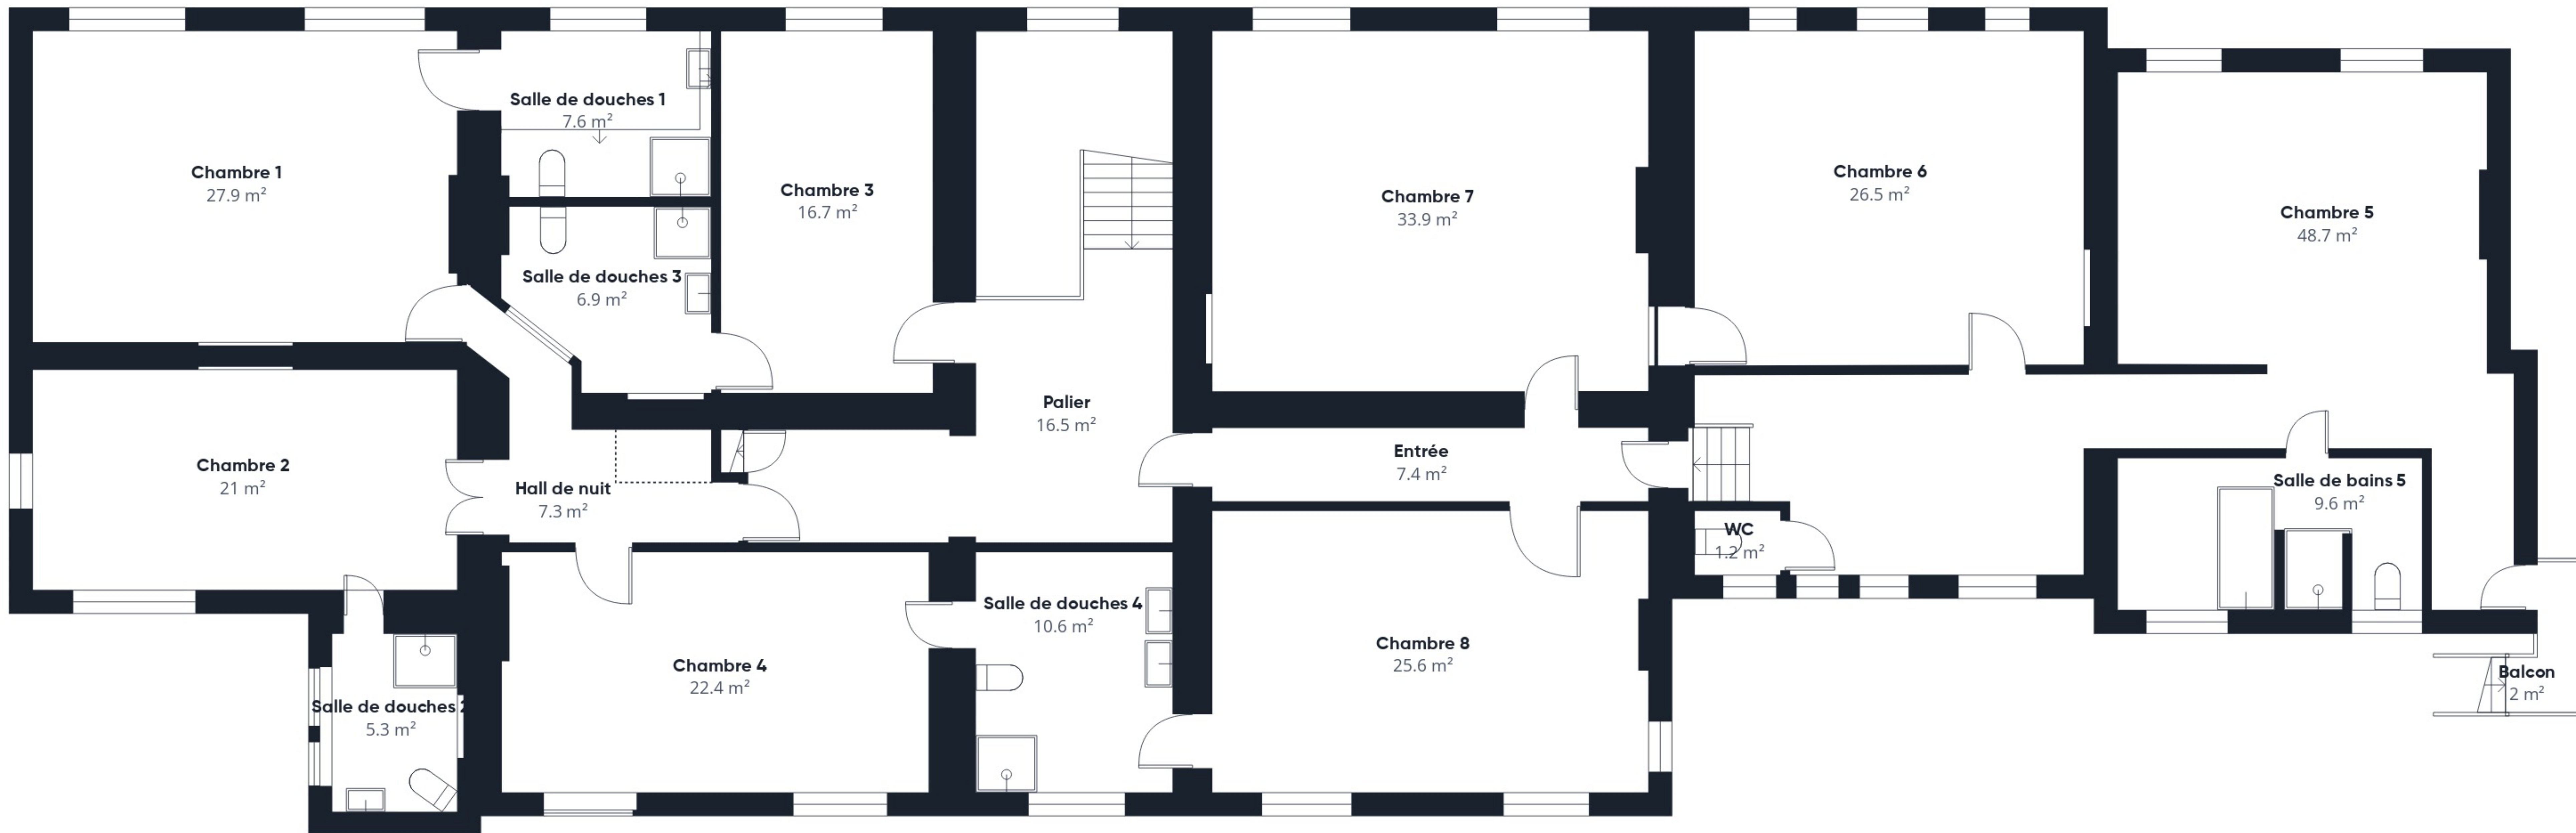 Chambre 1
27.9 m²
Salle de douches 1
7.6 m²
Salle de douches 3
6.9 m²
Chambre 3
16.7 m²
Chambre 7
33.9 m²
Chambre 6
26.5 m²
Chambre 5
48.7 m²
Palier
16.5 m²
Chambre 2
21 m²
Hall de nuit
7.3 m²
Entrée
7.4 m²
WC
1.2 m²
Salle de bains 5
9.6 m²
Salle de douches 2
5.3 m²
Chambre 4
22.4 m²
Salle de douches 4
10.6 m²
Chambre 8
25.6 m²
Balcon
2 m²